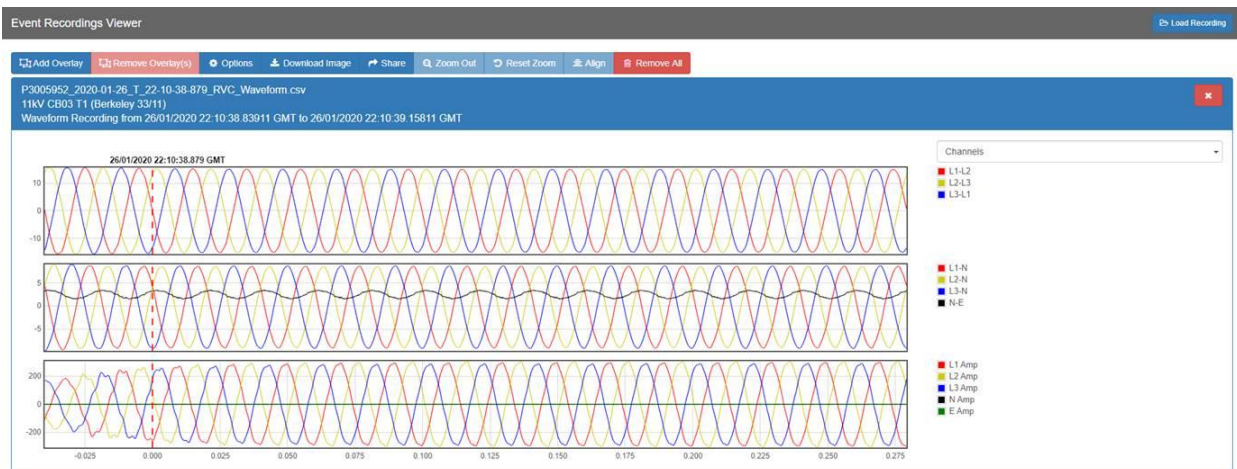 Event Recordings Viewer
Load Recording
Add Overlay Remove Overlay(s) Options Download Image Share Zoom Out Reset Zoom Align Remove All
P3005952_2020-01-26_T_22-10-38-879_RVC_Waveform.csv
11kV CB03 T1 (Berkeley 33/11)
Waveform Recording from 26/01/2020 22:10:38.83911 GMT to 26/01/2020 22:10:39.15811 GMT
26/01/2020 22:10:38.879 GMT
10
0
-10
Channels
L1-L2
L2-L3
L3-L1
5
0
-5
L1-N
L2-N
L3-N
N-E
200
0
-200
L1 Amp
L2 Amp
L3 Amp
N Amp
E Amp
-0.025 0.000 0.025 0.050 0.075 0.100 0.125 0.150 0.175 0.200 0.225 0.250 0.275